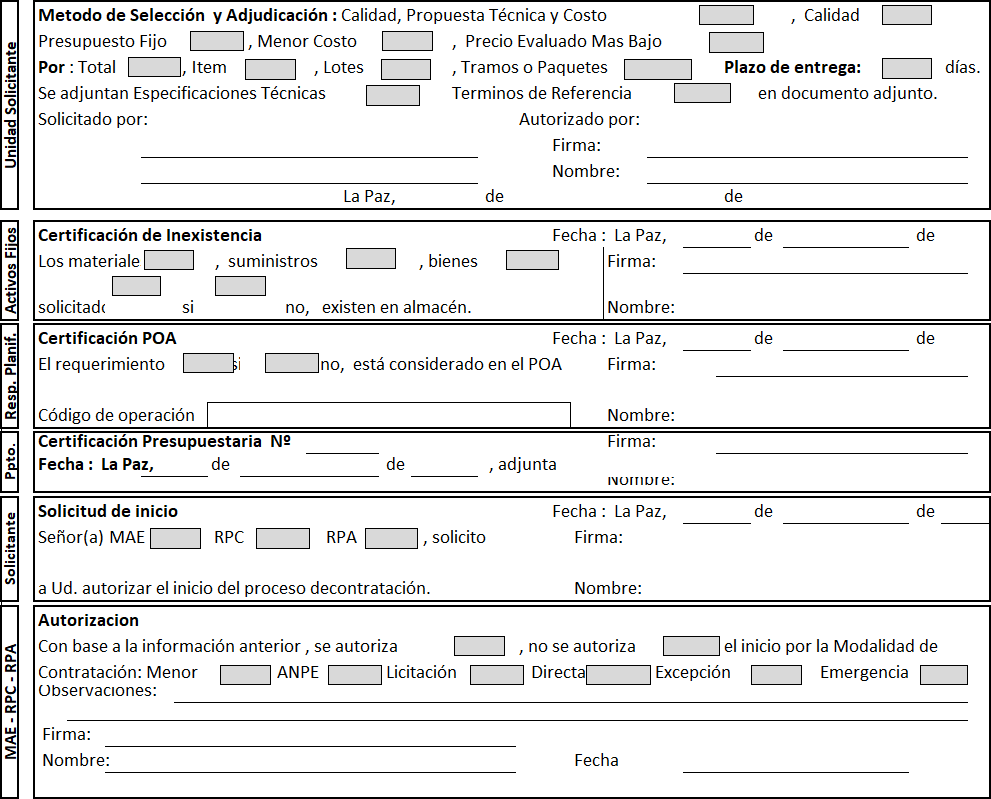 Unidad Solicitante
Metodo de Selección y Adjudicación : Calidad, Propuesta Técnica y Costo , Calidad
Presupuesto Fijo , Menor Costo , Precio Evaluado Mas Bajo
Por : Total , Item , Lotes , Tramos o Paquetes Plazo de entrega: días.
Se adjuntan Especificaciones Técnicas Terminos de Referencia en documento adjunto.
Solicitado por: Autorizado por:
Firma:
Nombre:
La Paz, de de
Activos Fijos
Certificación de Inexistencia Fecha : La Paz, de de
Los materiale , suministros , bienes Firma:
solicitado si no, existen en almacén. Nombre:
Resp. Planif.
Certificación POA Fecha : La Paz, de de
El requerimiento si no, está considerado en el POA Firma:
Código de operación Nombre:
Ppto.
Certificación Presupuestaria Nº Firma:
Fecha : La Paz, de de , adjunta
Nombre:
Solicitante
Solicitud de inicio Fecha : La Paz, de de
Señor(a) MAE RPC RPA , solicito Firma:
a Ud. autorizar el inicio del proceso decontratación. Nombre:
MAE - RPC - RPA
Autorizacion
Con base a la información anterior , se autoriza , no se autoriza el inicio por la Modalidad de
Contratación: Menor ANPE Licitación Directa Excepción Emergencia
Observaciones:
Firma:
Nombre: Fecha